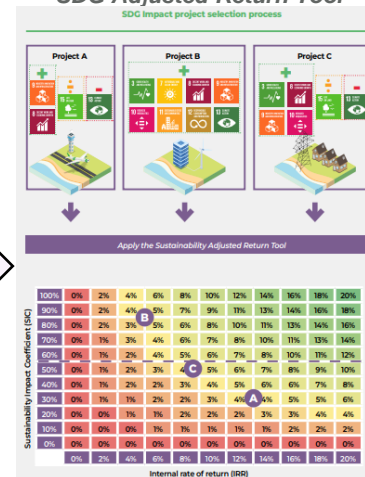 SDG Adjusted Return Tool
SDG Impact project selection process
Project A
Project B
Project C
Apply the Sustainability Adjusted Return Tool
Sustainability Impact Coefficient (SIC)
100% 0% 2% 4% 6% 8% 10% 12% 14% 16% 18% 20%
90% 0% 2% 4% 5% 7% 9% 11% 13% 14% 16% 18%
B
80% 0% 2% 3% 5% 6% 8% 10% 11% 13% 14% 16%
70% 0% 1% 3% 4% 6% 7% 8% 10% 11% 13% 14%
60% 0% 1% 2% 4% 5% 6% 7% 8% 10% 11% 12%
C
50% 0% 1% 2% 3% 4% 5% 6% 7% 8% 9% 10%
40% 0% 1% 2% 2% 3% 4% 5% 6% 6% 7% 8%
30% 0% 1% 1% 2% 2% 3% 4% 4% 5% 5% 6%
A
20% 0% 0% 1% 1% 2% 2% 2% 3% 3% 4% 4%
10% 0% 0% 0% 1% 1% 1% 1% 1% 2% 2% 2%
0% 0% 0% 0% 0% 0% 0% 0% 0% 0% 0% 0%
0% 2% 4% 6% 8% 10% 12% 14% 16% 18% 20%
Internal rate of return (IRR)